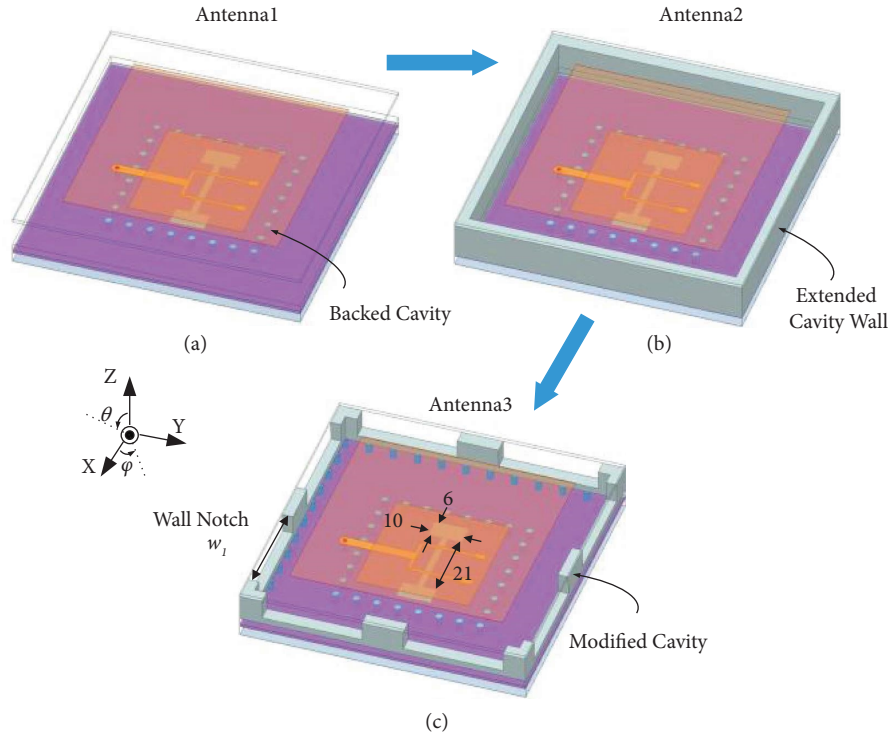 Antenna1
Antenna2
Backed Cavity
Extended
Cavity Wall
(a)
(b)
Antenna3
Z
θ
Y
X
φ
Wall Notch
w1
6
10
21
Modified Cavity
(c)